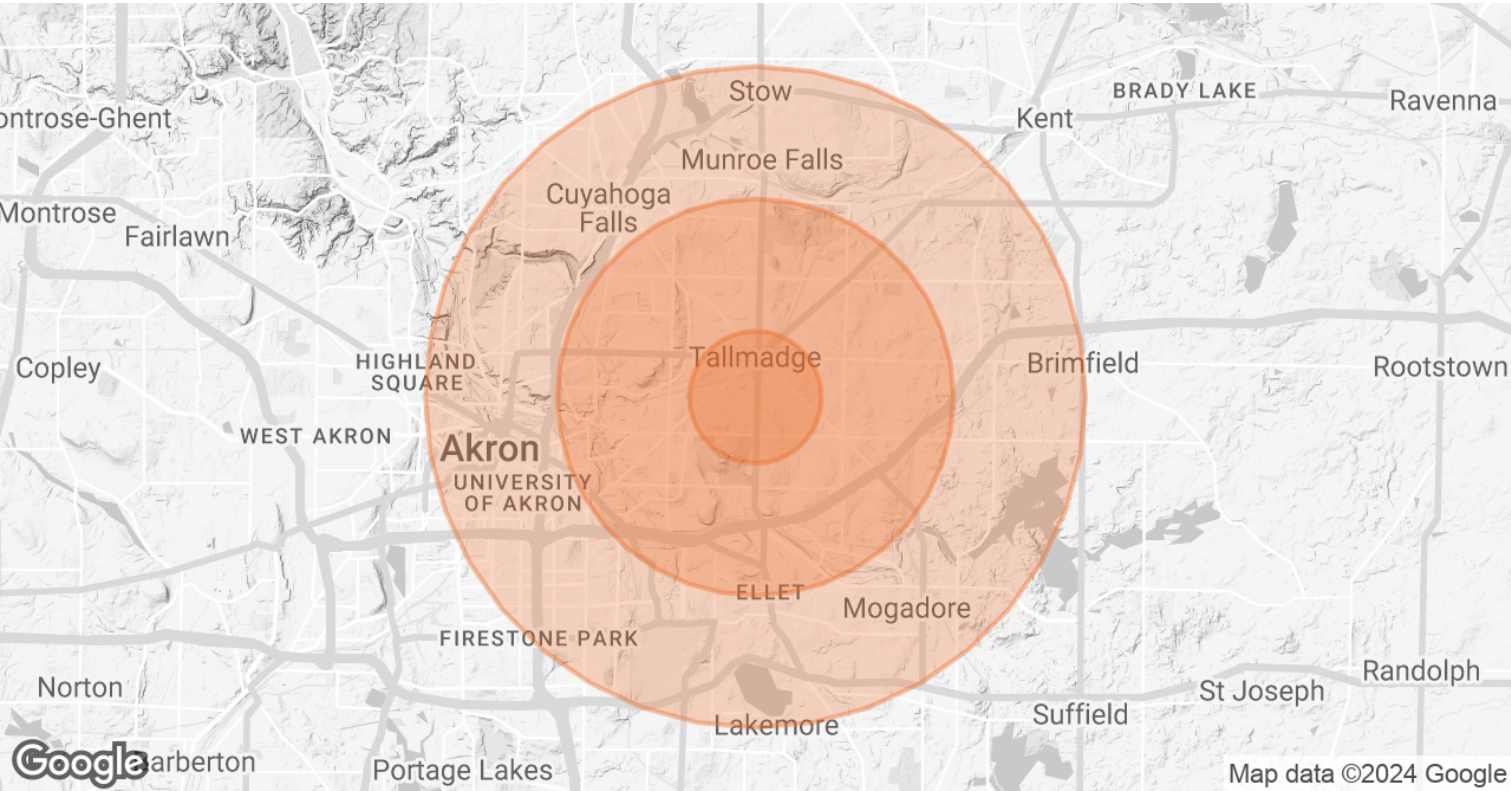 Stow
BRADY LAKE
Ravenna
ontrose-Ghent
Kent
Munroe Falls
Cuyahoga
Falls
Montrose
Fairlawn
Tallmadge
HIGHLAND
SQUARE
Brimfield
Copley
Rootstown
WEST AKRON
Akron
UNIVERSITY
OF AKRON
ELLET
Mogadore
FIRESTONE PARK
Norton
Randolph
St Joseph
Suffield
Lakemore
Google
Barberton
Portage Lakes
Map data ©2024 Google